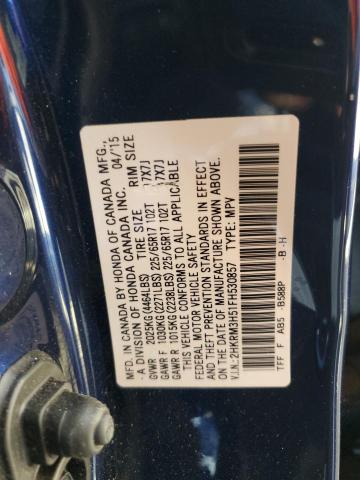 MFD. IN CANADA BY HONDA OF CANADA MFG.,
A DIVISION OF HONDA CANADA INC. 04/'15
TIRE SIZE RIM SIZE
GVWR 2025KG(4464LBS)
GAWR F 1030KG(2271LBS) 225/65R17 102T 17X7J
GAWR R 1015KG(2238LBS) 225/65R17 102T 17X7J
THIS VEHICLE CONFORMS TO ALL APPLICABLE
FEDERAL MOTOR VEHICLE SAFETY
AND THEFT PREVENTION STANDARDS IN EFFECT
ON THE DATE OF MANUFACTURE SHOWN ABOVE.
V.I.N.:2HKRM3H51FH530857 TYPE: MPV
TFF F AB5 -B588P -B -H